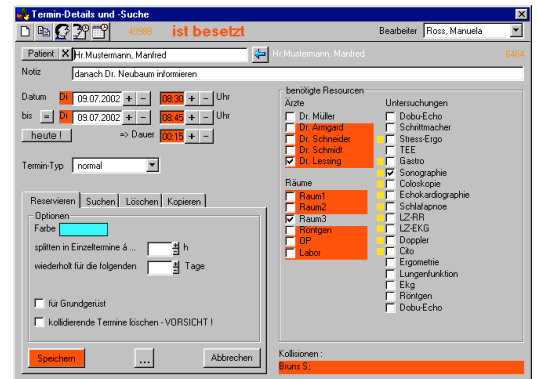 Termin-Details und -Suche
40988 ist besetzt Bearbeiter Ross, Manuela
Patient X Hr.Mustermann, Manfred Hr.Mustermann, Manfred 6464
Notiz danach Dr. Neubaum informieren
Datum Di 09.07.2002 + - 08:30 + - Uhr
bis = Di 09.07.2002 + - 08:45 + - Uhr
heute ! => Dauer 00:15 + -
Termin-Typ normal
Reservieren Suchen Löschen Kopieren
Optionen
Farbe
splitten in Einzeltermine á ... h
wiederholt für die folgenden Tage
für Grundgerüst
kollidierende Termine löschen - VORSICHT !
Speichern ... Abbrechen
benötigte Resourcen
Ärzte
Dr. Müller
Dr. Armgard
Dr. Schneider
Dr. Schmidt
Dr. Lessing
Räume
Raum1
Raum2
Raum3
Röntgen
OP
Labor
Untersuchungen
Dobu-Echo
Schrittmacher
Stress-Ergo
TEE
Gastro
Sonographie
Coloskopie
Echokardiographie
Schlafapnoe
LZ-RR
LZ-EKG
Doppler
Cito
Ergometrie
Lungenfunktion
Ekg
Röntgen
Dobu-Echo
Kollisionen :
Bruns S;